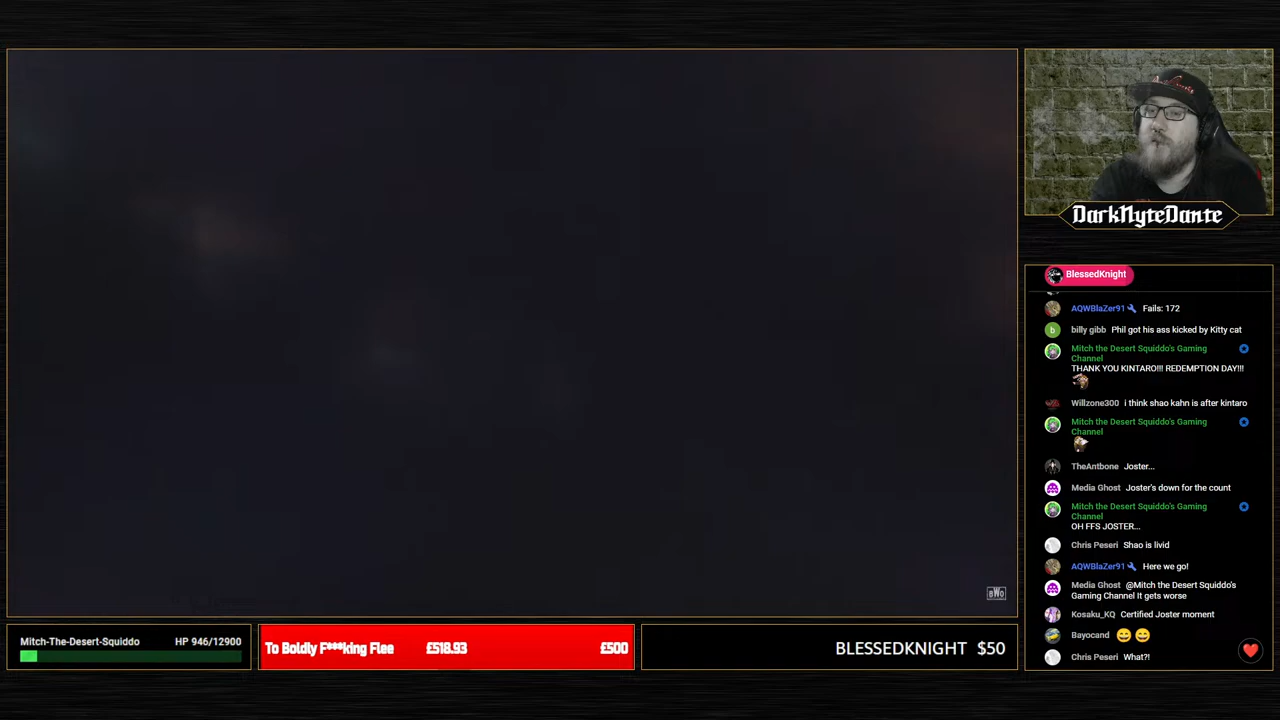 DarkNyteDante
BlessedKnight
AQWBlaZer91 Fails: 172
billy gibb Phil got his ass kicked by Kitty cat
Mitch the Desert Squiddo's Gaming
Channel
THANK YOU KINTARO!!! REDEMPTION DAY!!!
Willzone300 i think shao kahn is after kintaro
Mitch the Desert Squiddo's Gaming
Channel
TheAntbone Joster...
Media Ghost Joster's down for the count
Mitch the Desert Squiddo's Gaming
Channel
OH FFS JOSTER...
Chris Peseri Shao is livid
AQWBlaZer91 Here we go!
Media Ghost @Mitch the Desert Squiddo's
Gaming Channel It gets worse
Kosaku_KQ Certified Joster moment
Bayocand
Chris Peseri What?!
b
BWO
Mitch-The-Desert-Squiddo HP 946/12900
To Boldly F***king Flee £518.93 £500
BLESSEDKNIGHT $50